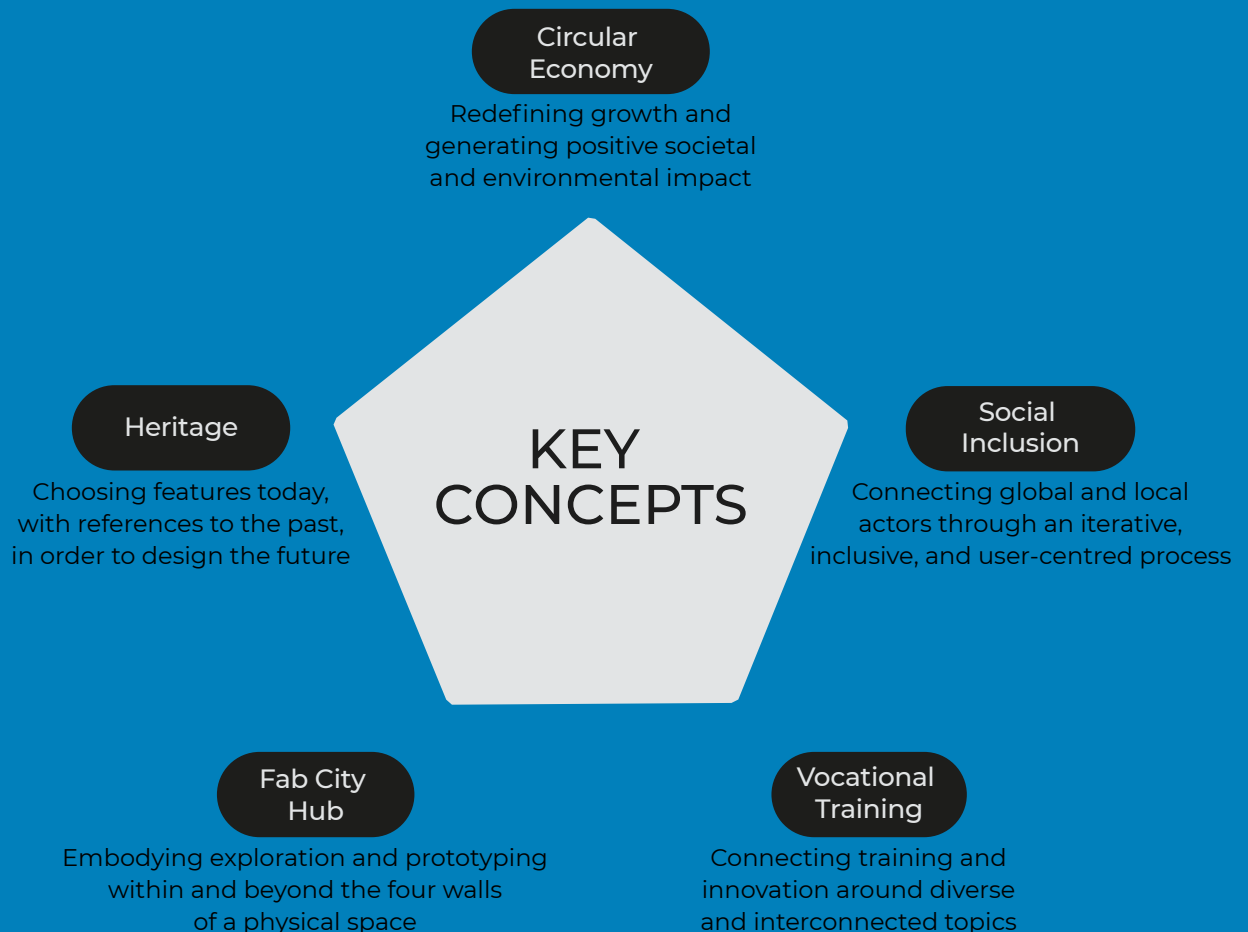 Circular
Economy
Redefining growth and
generating positive societal
and environmental impact
KEY
CONCEPTS
Heritage
Choosing features today,
with references to the past,
in order to design the future
Social
Inclusion
Connecting global and local
actors through an iterative,
inclusive, and user-centred process
Fab City
Hub
Embodying exploration and prototyping
within and beyond the four walls
of a physical space
Vocational
Training
Connecting training and
innovation around diverse
and interconnected topics